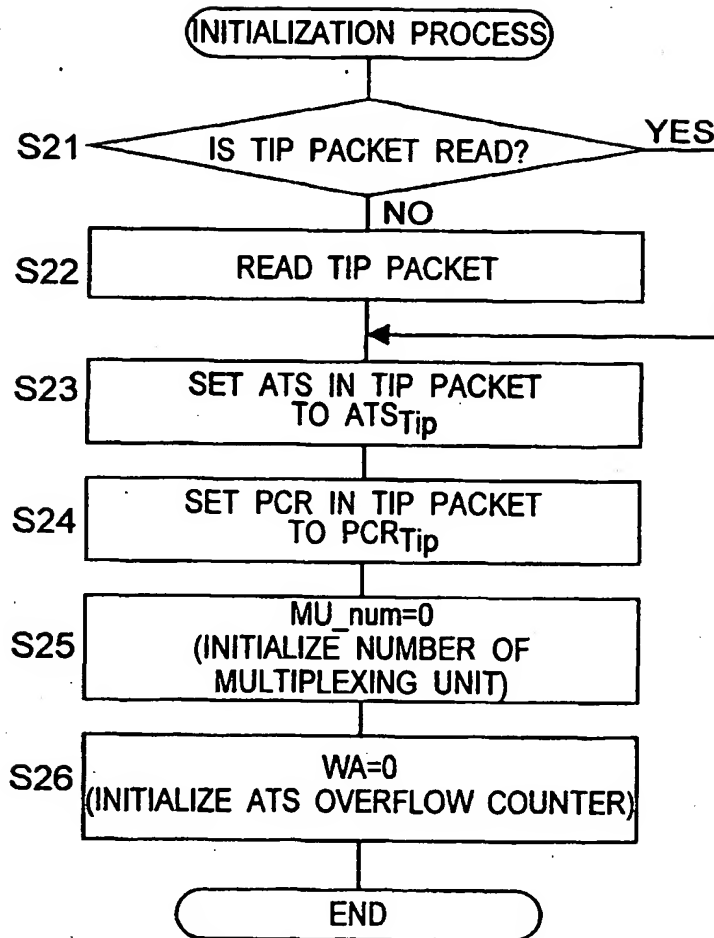 INITIALIZATION PROCESS
YES
S21
IS TIP PACKET READ?
NO
S22
READ TIP PACKET
S23
SET ATS IN TIP PACKET
TO ATSTip
S24
SET PCR IN TIP PACKET
TO PCRTip
S25
MU_num=0
(INITIALIZE NUMBER OF
MULTIPLEXING UNIT)
S26
WA=0
(INITIALIZE ATS OVERFLOW COUNTER)
END